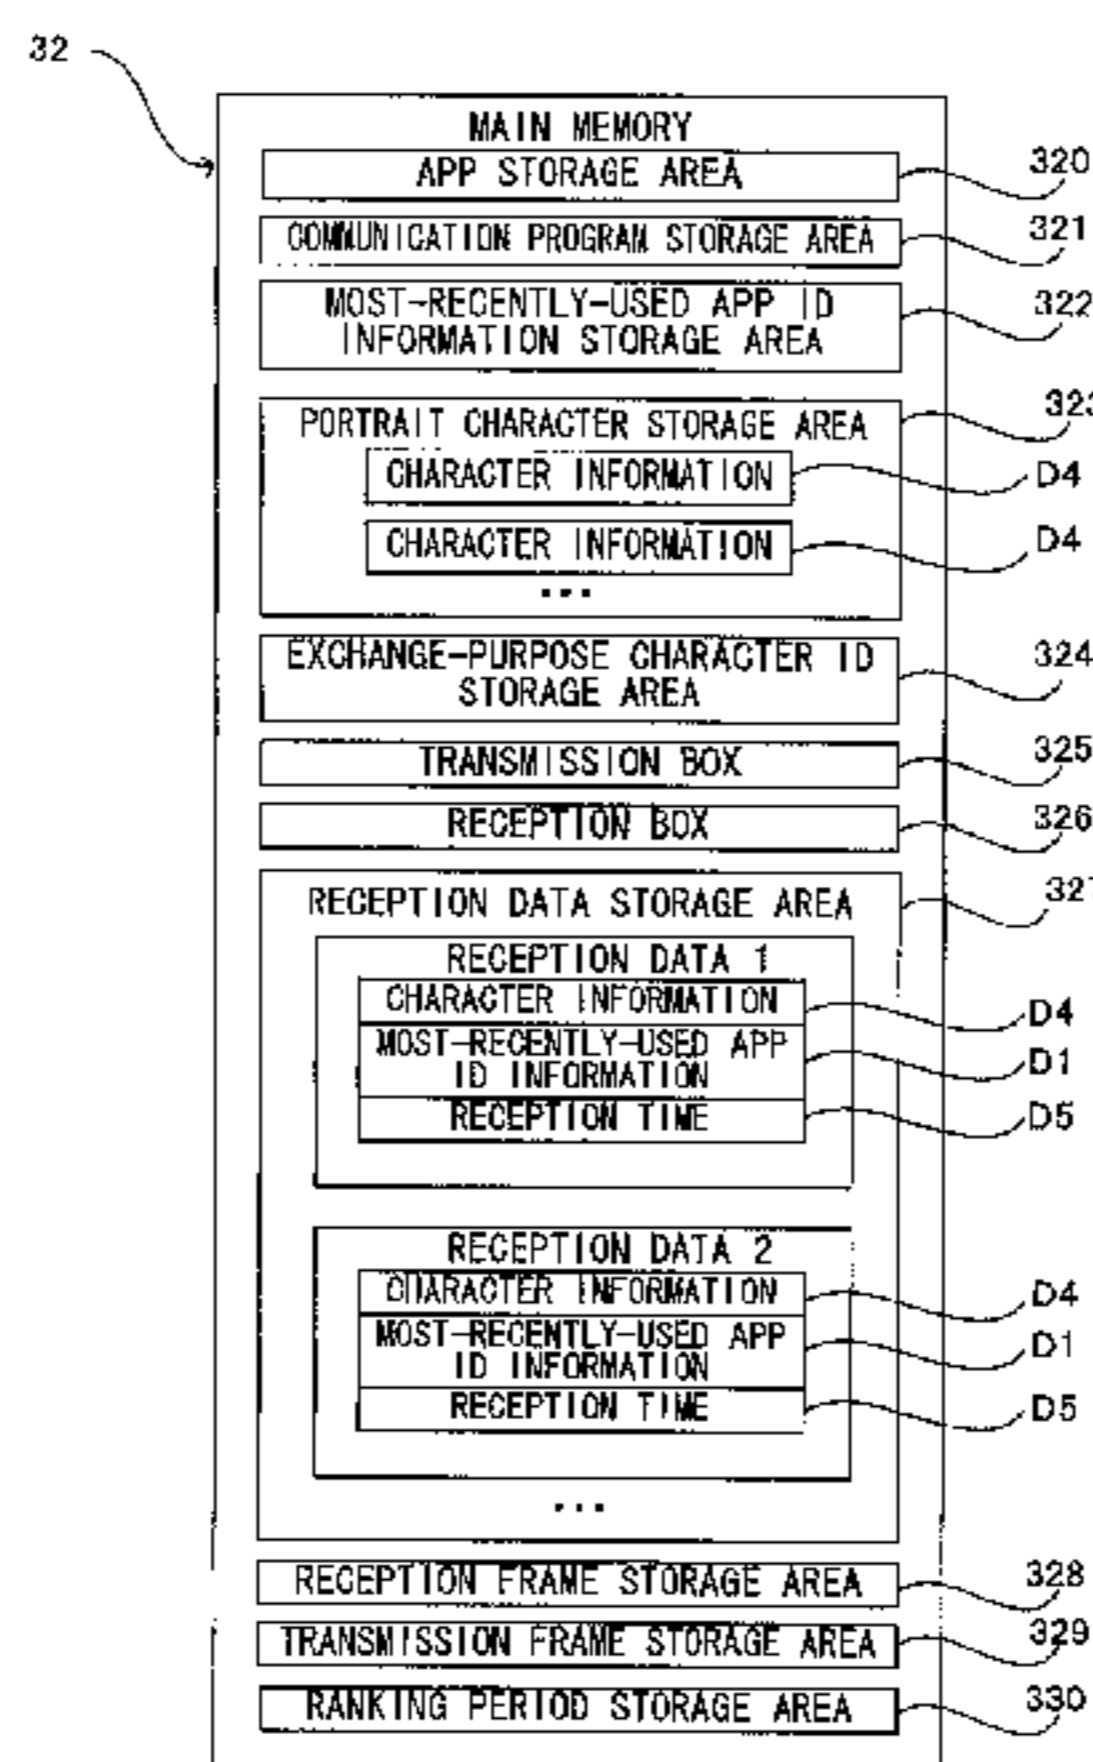 32
MAIN MEMORY
APP STORAGE AREA
320
COMMUNICATION PROGRAM STORAGE AREA
321
MOST-RECENTLY-USED APP ID
INFORMATION STORAGE AREA
322
PORTRAIT CHARACTER STORAGE AREA
323
CHARACTER INFORMATION
D4
CHARACTER INFORMATION
D4
...
EXCHANGE-PURPOSE CHARACTER ID
STORAGE AREA
324
TRANSMISSION BOX
325
RECEPTION BOX
326
RECEPTION DATA STORAGE AREA
327
RECEPTION DATA 1
CHARACTER INFORMATION
D4
MOST-RECENTLY-USED APP
ID INFORMATION
D1
RECEPTION TIME
D5
RECEPTION DATA 2
CHARACTER INFORMATION
D4
MOST-RECENTLY-USED APP
ID INFORMATION
D1
RECEPTION TIME
D5
...
RECEPTION FRAME STORAGE AREA
328
TRANSMISSION FRAME STORAGE AREA
329
RANKING PERIOD STORAGE AREA
330